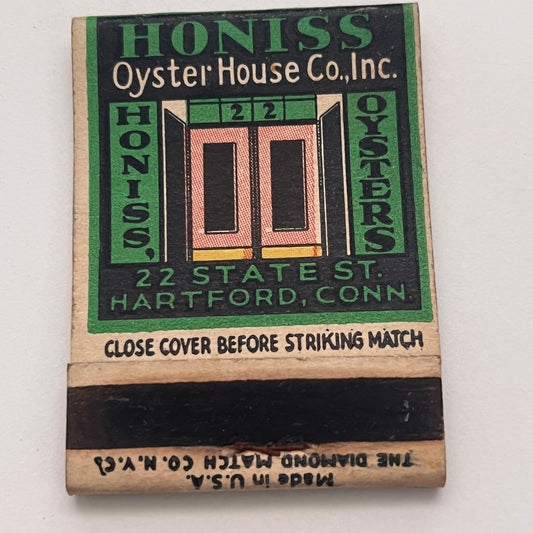 HONISS
Oyster House Co., Inc.
22
HONISS,
OYSTERS
22 STATE ST.
HARTFORD, CONN.
CLOSE COVER BEFORE STRIKING MATCH
THE DIAMOND MATCH CO. N.Y.C.
Made in U.S.A.